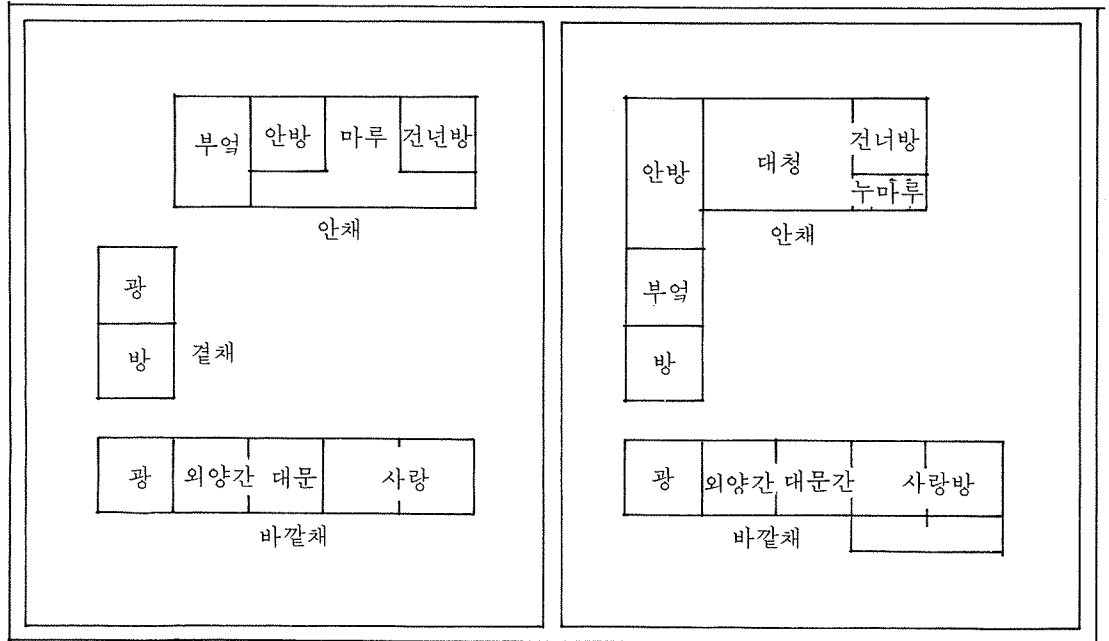 부엌 안방 마루 건넌방
안채
광
방 곁채
광 외양간 대문 사랑
바깥채
안방 대청 건너방
누마루
안채
부엌
방
광 외양간 대문간 사랑방
바깥채